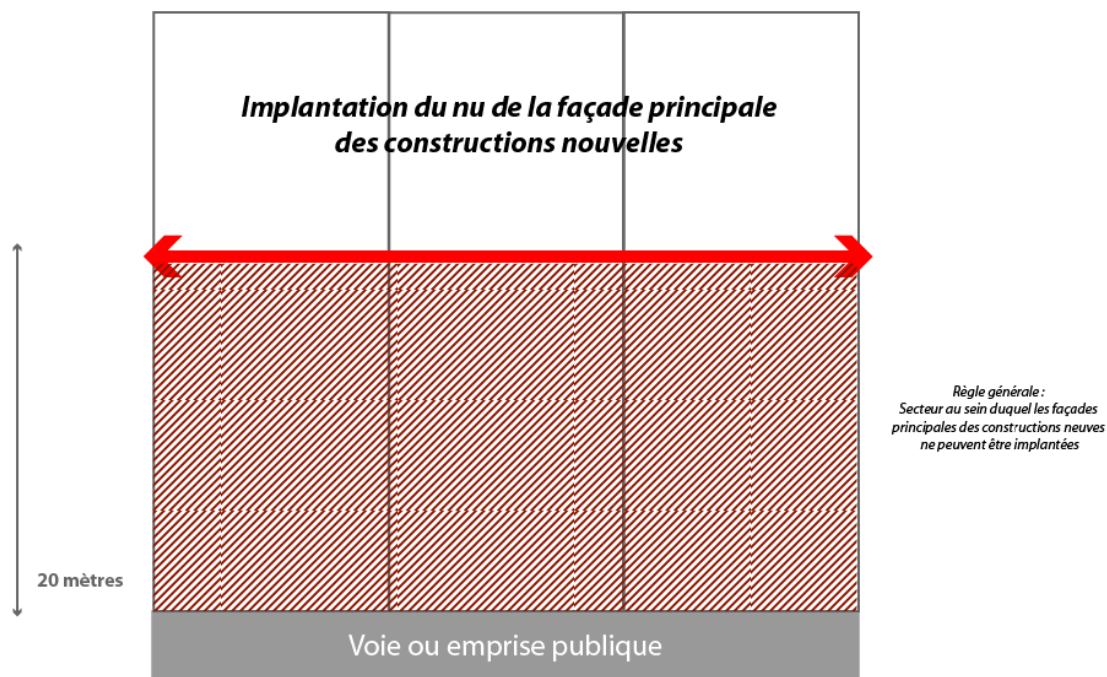 Implantation du nu de la façade principale
des constructions nouvelles
Règle générale :
Secteur au sein duquel les façades
principales des constructions neuves
ne peuvent être implantées
20 mètres
Voie ou emprise publique